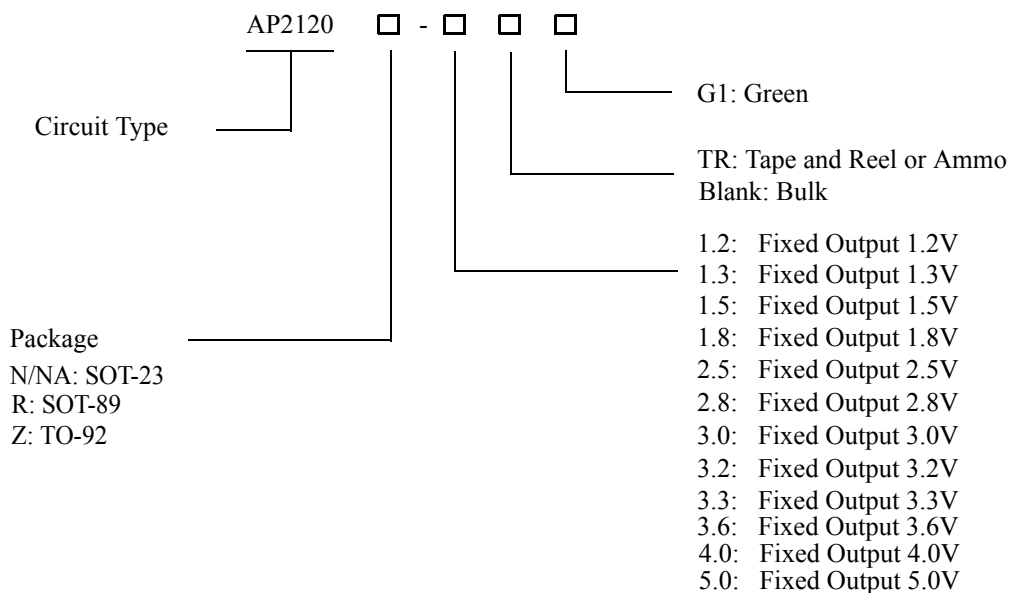 AP2120 □ - □ □ □
G1: Green
Circuit Type
TR: Tape and Reel or Ammo
Blank: Bulk
1.2: Fixed Output 1.2V
1.3: Fixed Output 1.3V
1.5: Fixed Output 1.5V
1.8: Fixed Output 1.8V
2.5: Fixed Output 2.5V
2.8: Fixed Output 2.8V
3.0: Fixed Output 3.0V
3.2: Fixed Output 3.2V
3.3: Fixed Output 3.3V
3.6: Fixed Output 3.6V
4.0: Fixed Output 4.0V
5.0: Fixed Output 5.0V
Package
N/NA: SOT-23
R: SOT-89
Z: TO-92